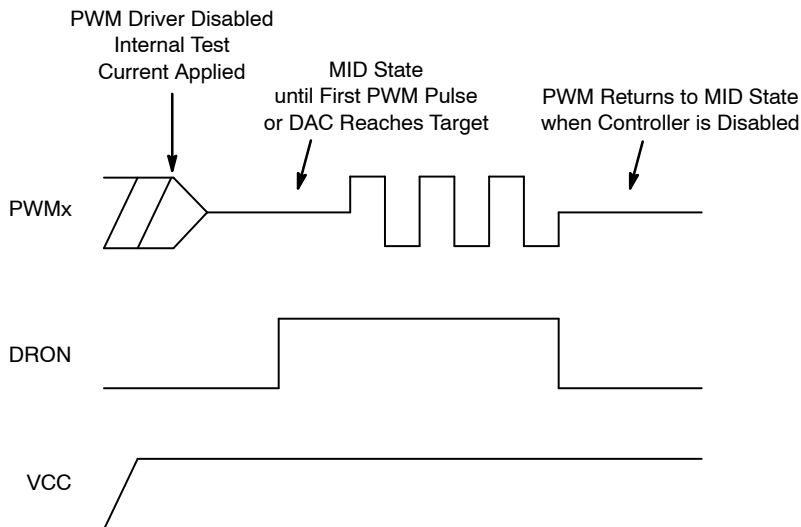 PWM Driver Disabled
Internal Test
Current Applied
MID State
until First PWM Pulse
or DAC Reaches Target
PWM Returns to MID State
when Controller is Disabled
PWMx
DRON
VCC